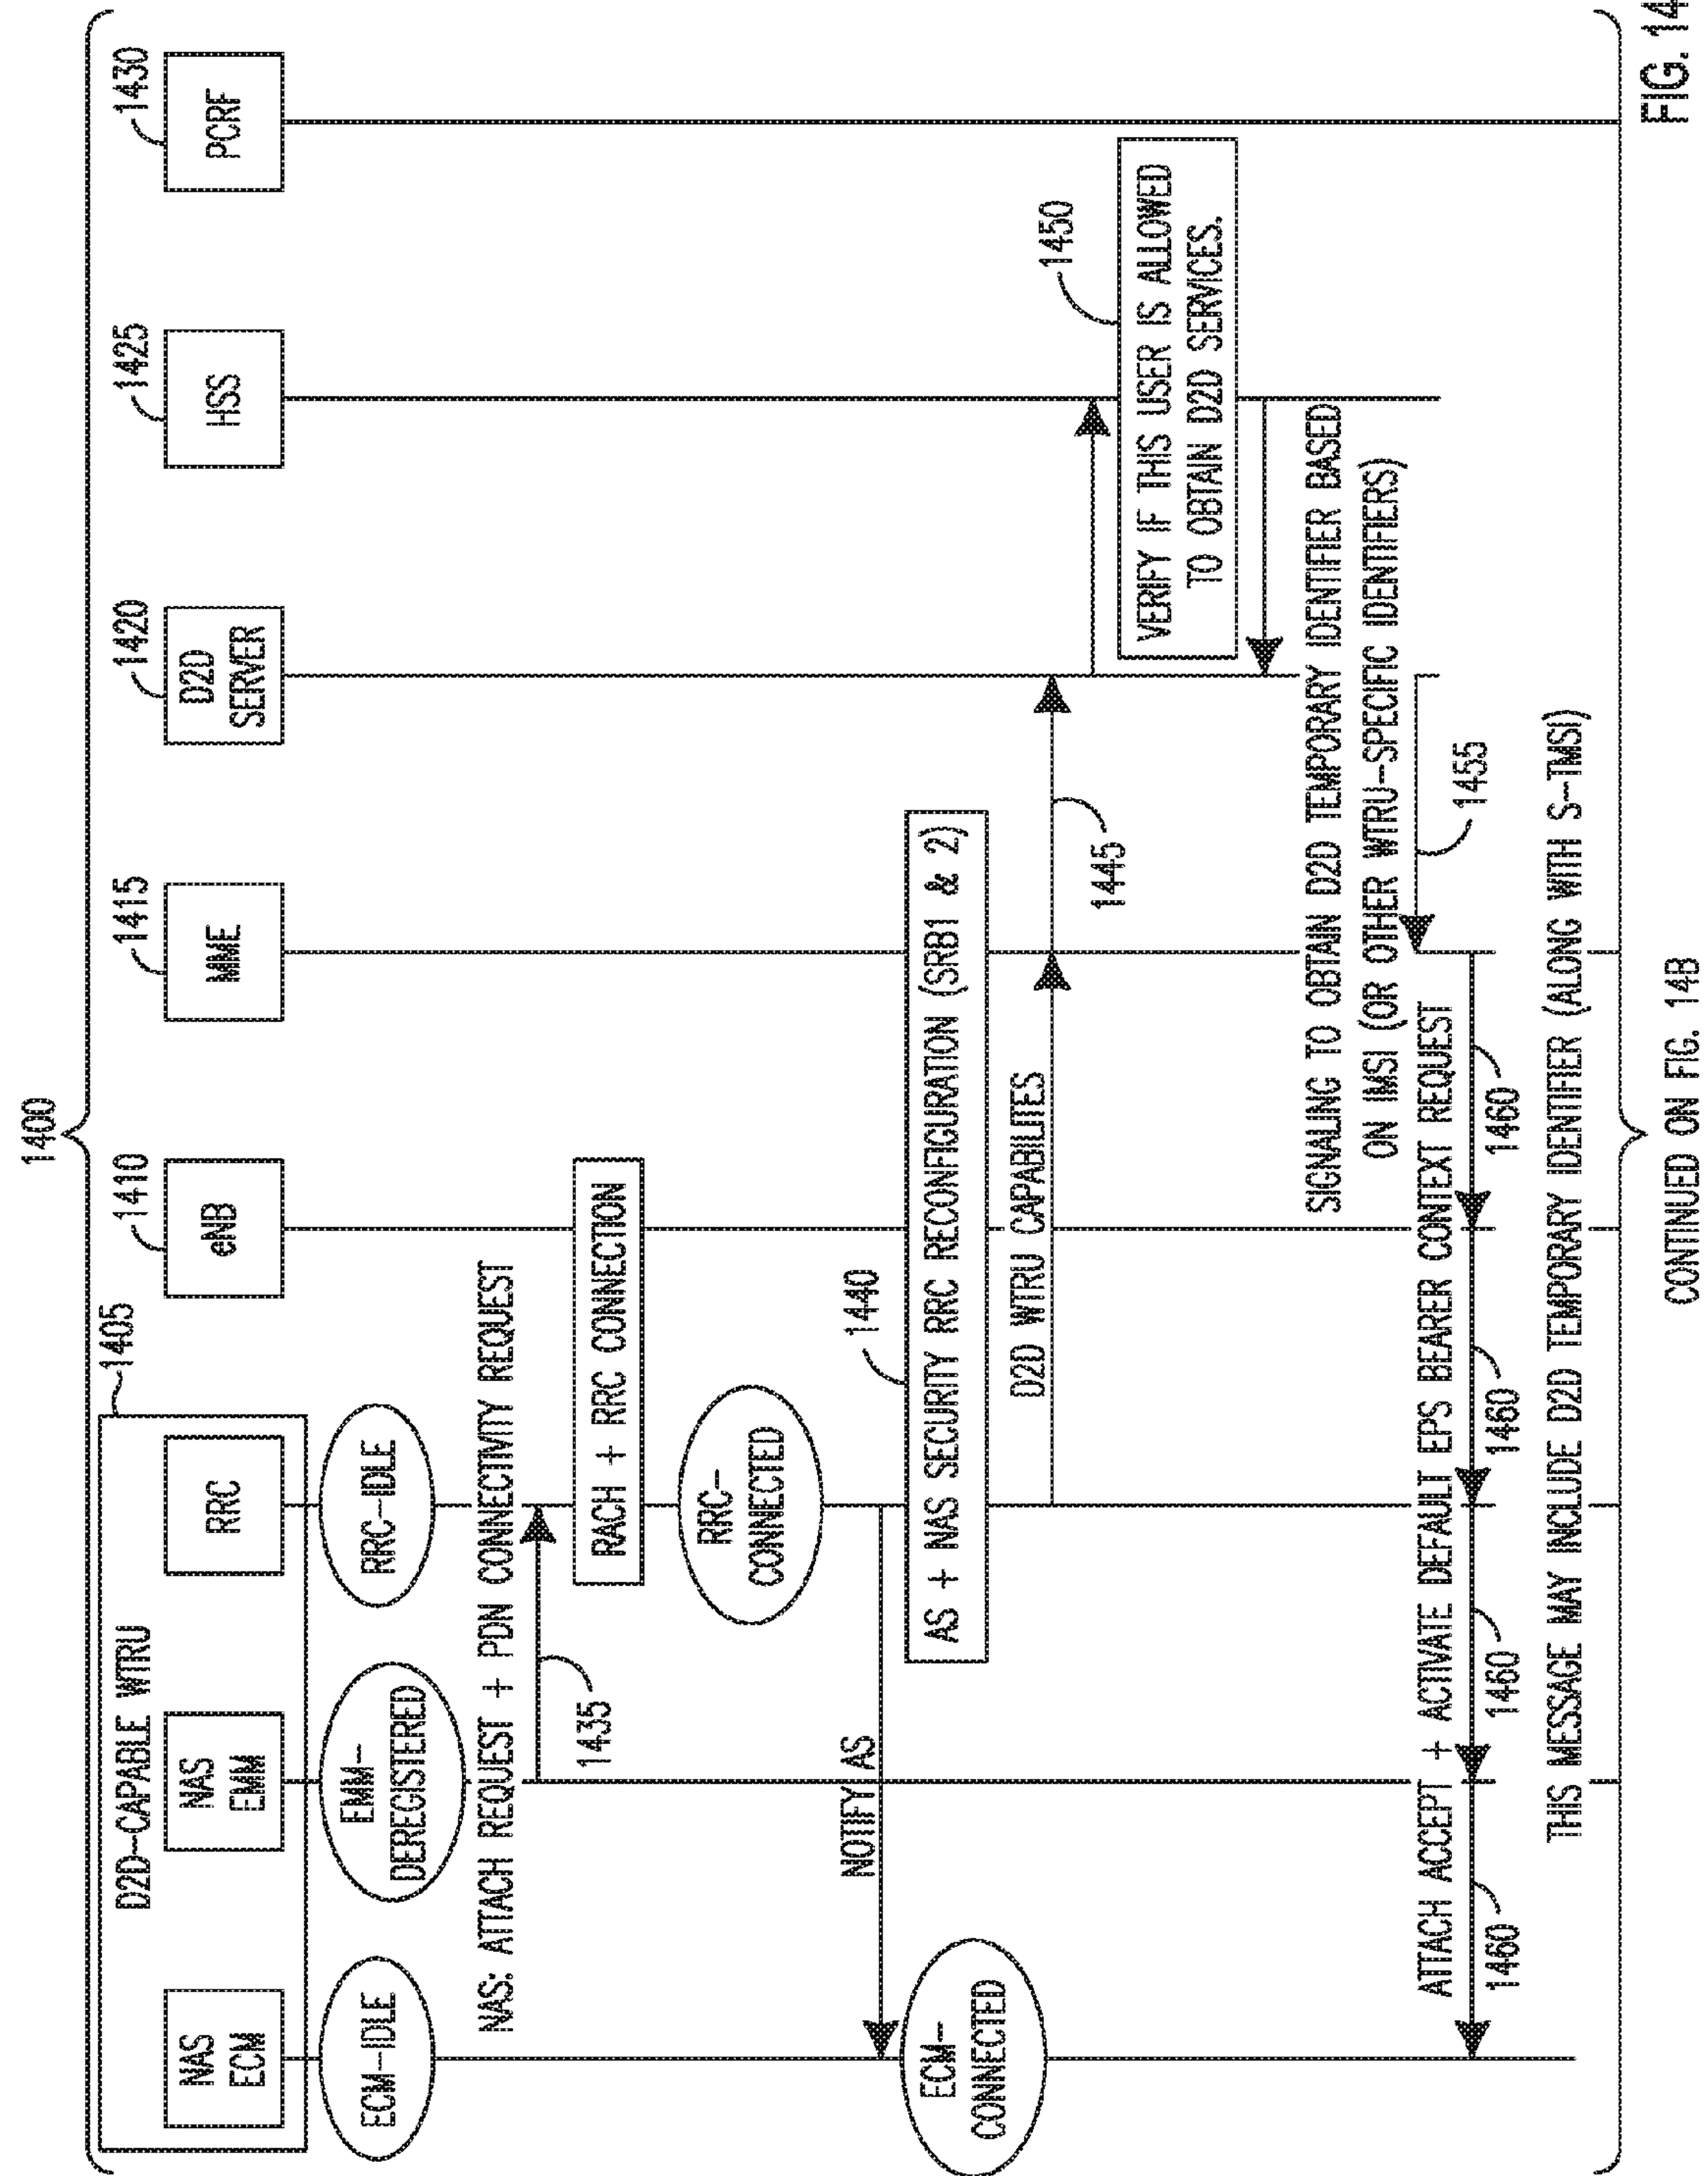 1400
1405
D2D-CAPABLE WTRU
NAS
ECM
NAS
EMM
RRC
1410
eNB
1415
MME
1420
D2D
SERVER
1425
HSS
1430
PCRF
ECM-IDLE
EMM-
DEREGISTERED
RRC-IDLE
NAS: ATTACH REQUEST + PDN CONNECTIVITY REQUEST
1435
RACH + RRC CONNECTION
RRC-
CONNECTED
NOTIFY AS
ECM-
CONNECTED
1440
AS + NAS SECURITY RRC RECONFIGURATION (SRB1 & 2)
D2D WTRU CAPABILITES
1445
1450
VERIFY IF THIS USER IS ALLOWED
TO OBTAIN D2D SERVICES.
SIGNALING TO OBTAIN D2D TEMPORARY IDENTIFIER BASED
ON IMSI (OR OTHER WTRU-SPECIFIC IDENTIFIERS)
1455
ATTACH ACCEPT + ACTIVATE DEFAULT EPS BEARER CONTEXT REQUEST
1460
1460
1460
1460
THIS MESSAGE MAY INCLUDE D2D TEMPORARY IDENTIFIER (ALONG WITH S-TMSI)
CONTINUED ON FIG. 14B
FIG. 14